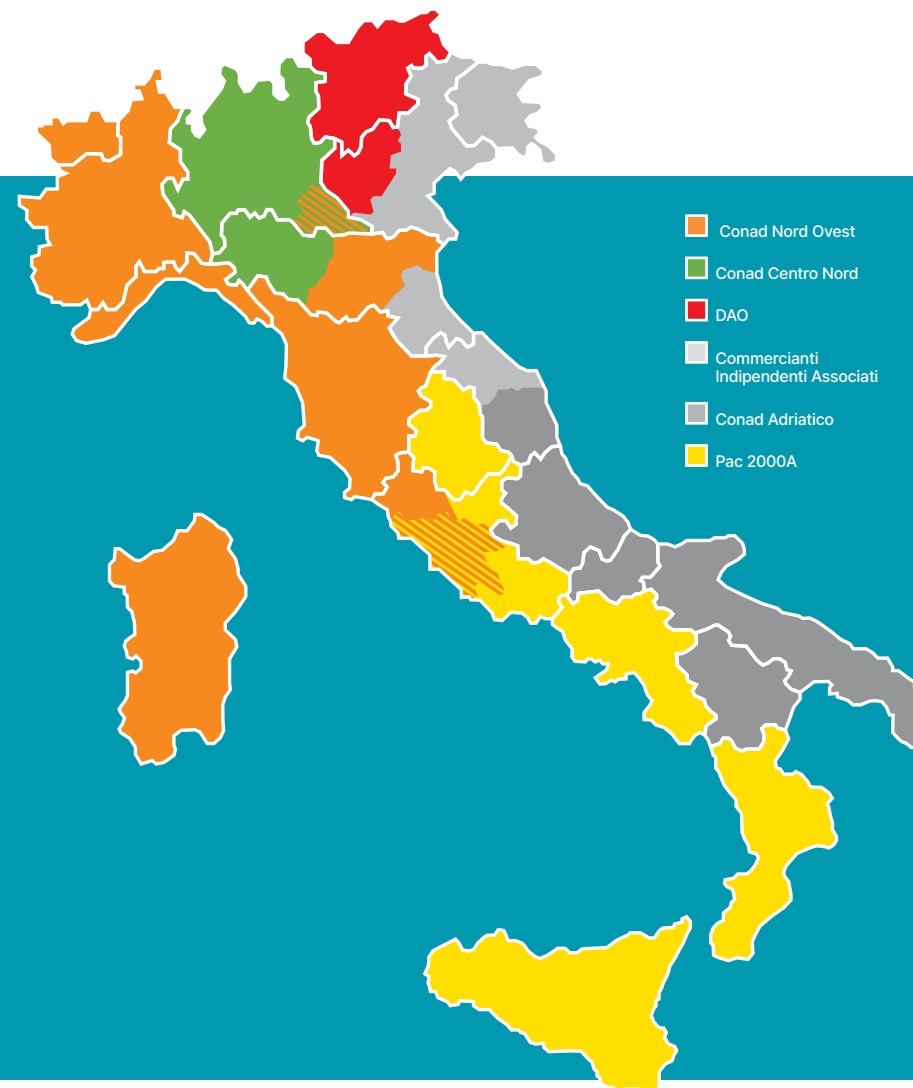 Conad Nord Ovest
Conad Centro Nord
DAO
Commercianti
Indipendenti Associati
Conad Adriatico
Pac 2000A